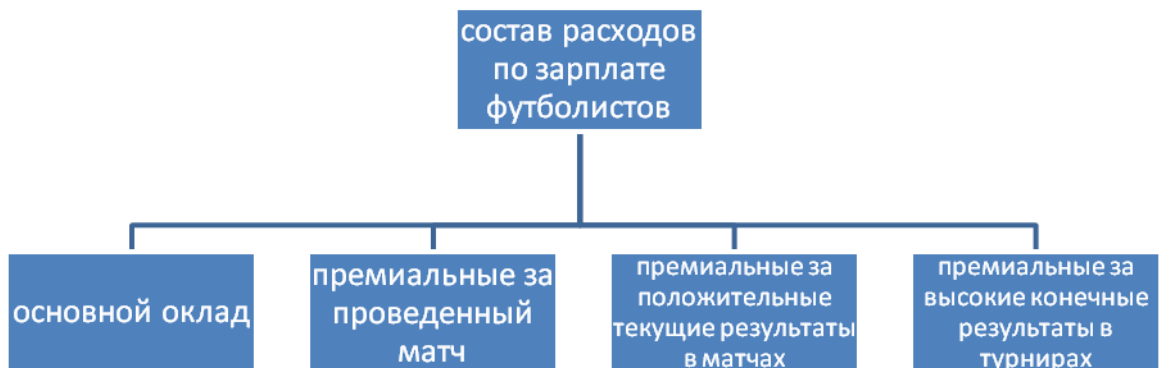 состав расходов
по зарплате
футболистов
основной оклад
премиальные за
проведенный
матч
премиальные за
положительные
текущие результаты
в матчах
премиальные за
высокие конечные
результаты в
турнирах